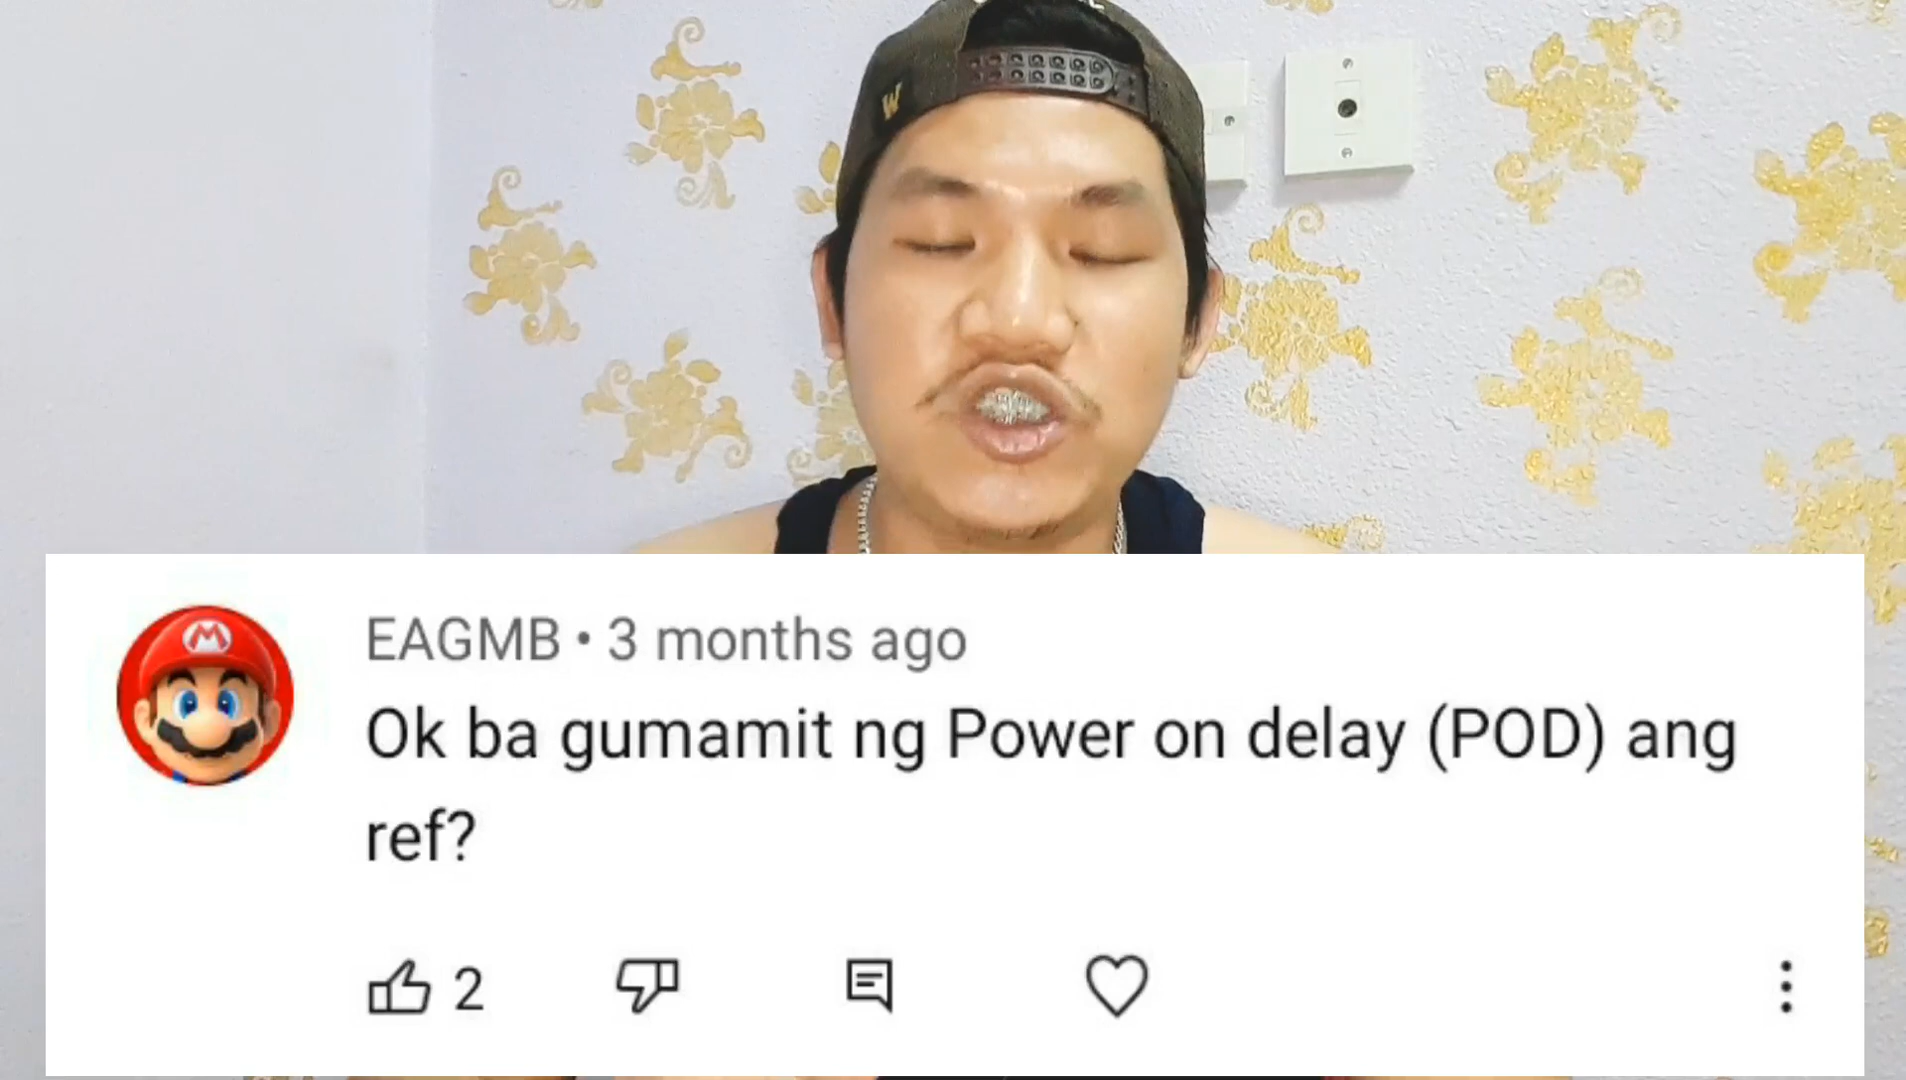 W
EAGMB • 3 months ago
Ok ba gumamit ng Power on delay (POD) ang
ref?
2